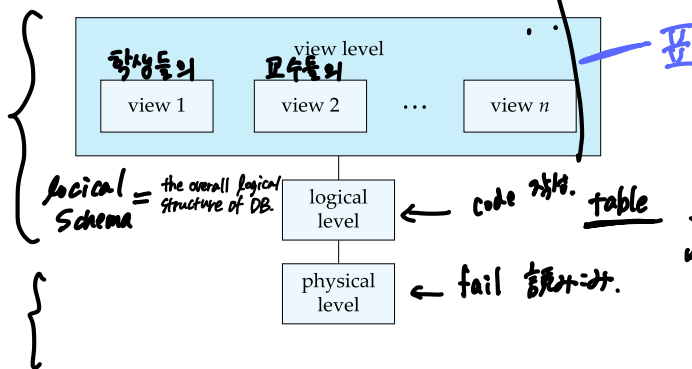 view level
학생들의
교수들의
view 1
view 2
...
view n
locical
Schema
=
the overall logical
structure of DB.
logical
level
← code 작성.
table
physical
level
← fail